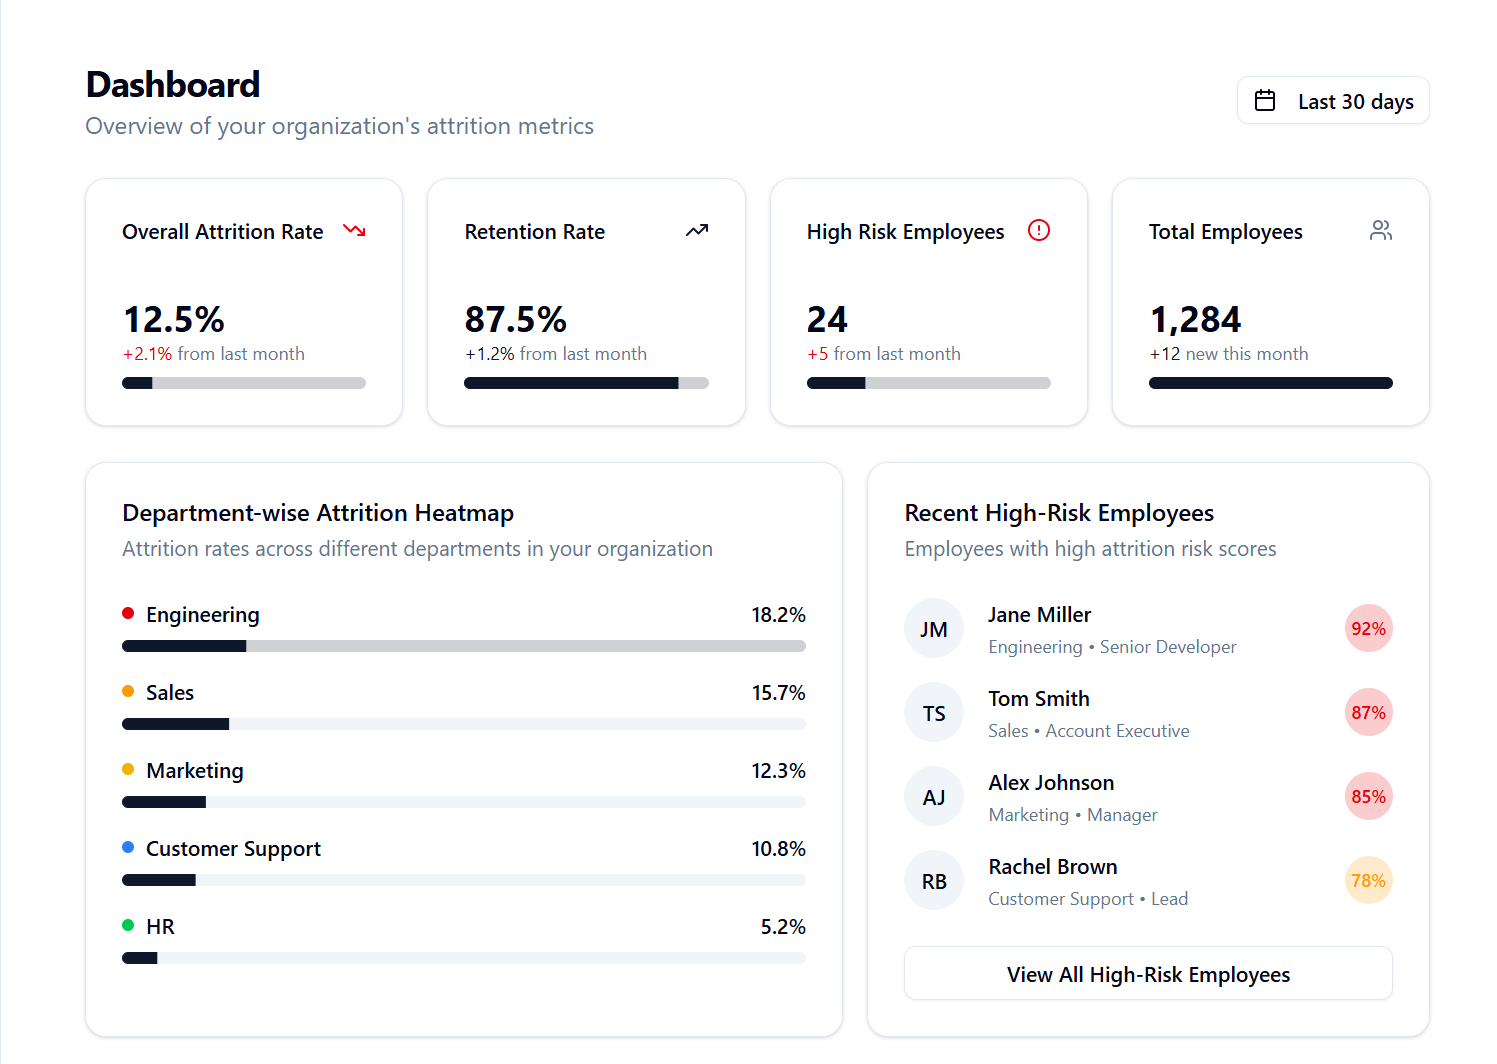 Dashboard
Overview of your organization's attrition metrics
Last 30 days
Overall Attrition Rate
12.5%
+2.1% from last month
Retention Rate
87.5%
+1.2% from last month
High Risk Employees
24
+5 from last month
Total Employees
1,284
+12 new this month
Department-wise Attrition Heatmap
Attrition rates across different departments in your organization
Engineering 18.2%
Sales 15.7%
Marketing 12.3%
Customer Support 10.8%
HR 5.2%
Recent High-Risk Employees
Employees with high attrition risk scores
JM Jane Miller 92%
Engineering • Senior Developer
TS Tom Smith 87%
Sales • Account Executive
AJ Alex Johnson 85%
Marketing • Manager
RB Rachel Brown 78%
Customer Support • Lead
View All High-Risk Employees